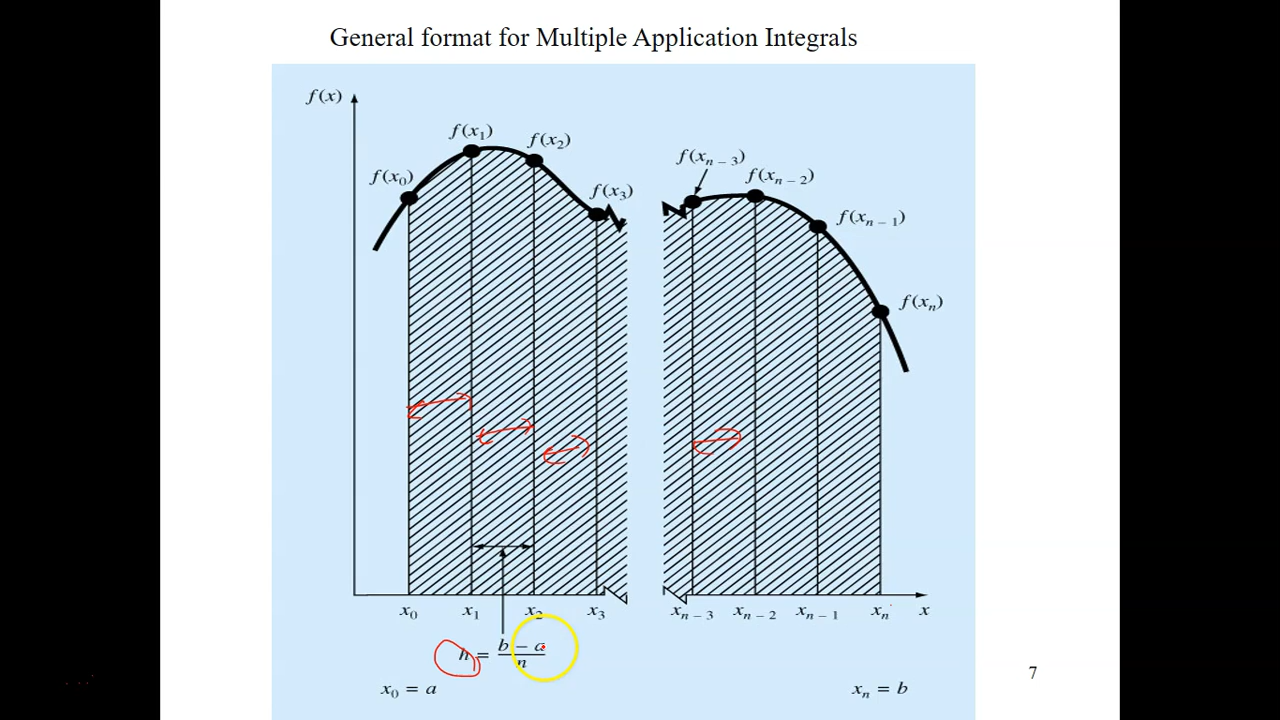 General format for Multiple Application Integrals
f(x)
f(x₁)
f(x₂)
f(x₀)
f(x₃)
f(xₙ₋₃)
f(xₙ₋₂)
f(xₙ₋₁)
f(xₙ)
x₀ x₁ x₂ x₃ xₙ₋₃ xₙ₋₂ xₙ₋₁ xₙ x
h = b − a / n
x₀ = a xₙ = b
7